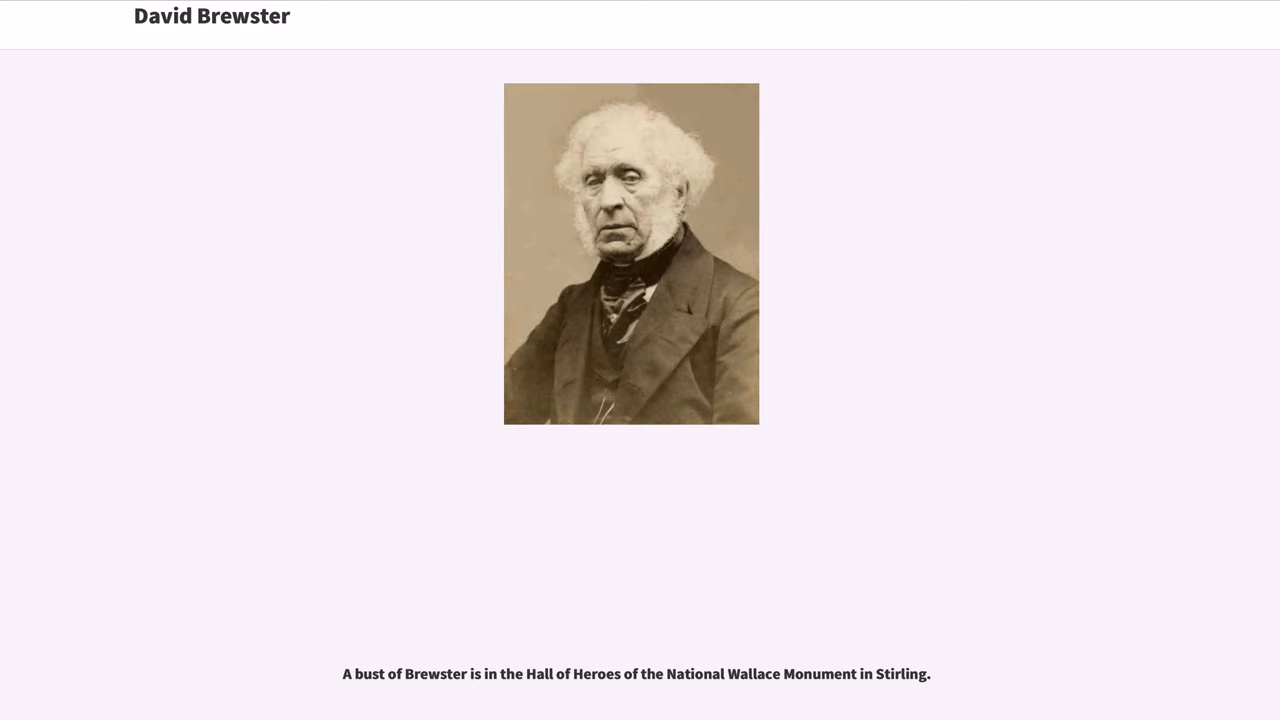 David Brewster
A bust of Brewster is in the Hall of Heroes of the National Wallace Monument in Stirling.